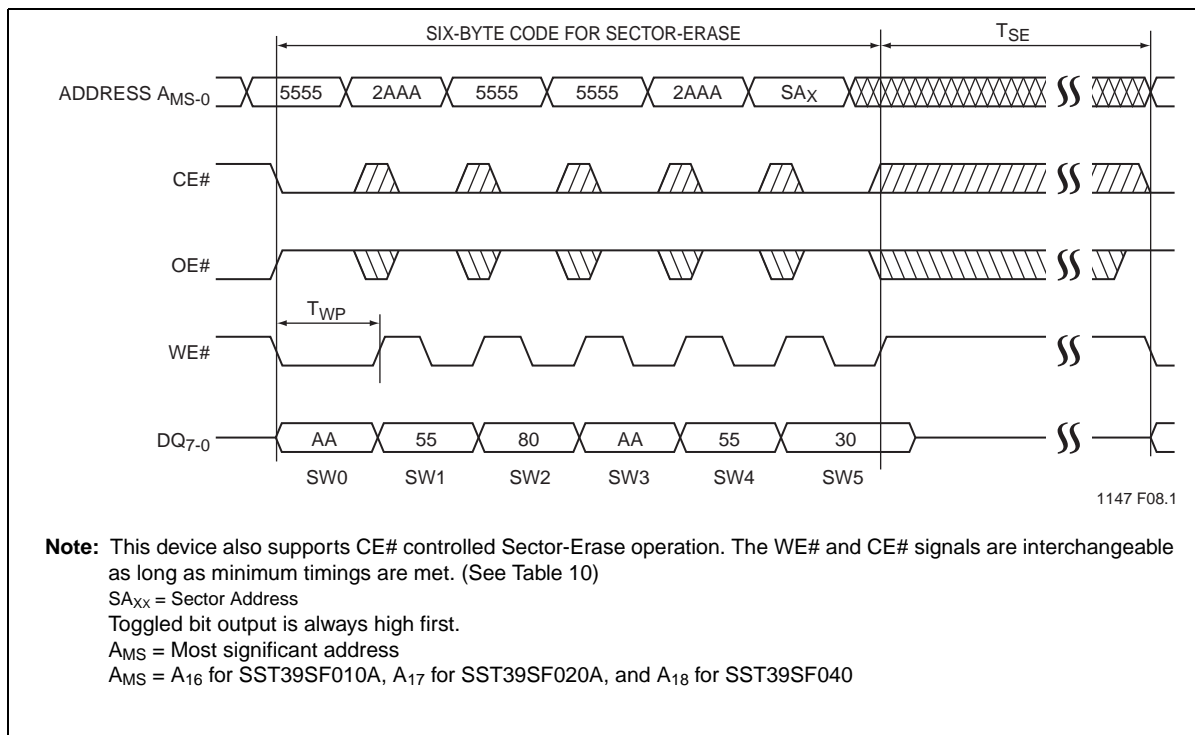 SIX-BYTE CODE FOR SECTOR-ERASE TSE
ADDRESS AMS-0 5555 2AAA 5555 5555 2AAA SAX
CE#
OE#
TWP
WE#
DQ7-0 AA 55 80 AA 55 30
SW0 SW1 SW2 SW3 SW4 SW5
1147 F08.1
Note: This device also supports CE# controlled Sector-Erase operation. The WE# and CE# signals are interchangeable
as long as minimum timings are met. (See Table 10)
SAXx = Sector Address
Toggled bit output is always high first.
AMS = Most significant address
AMS = A16 for SST39SF010A, A17 for SST39SF020A, and A18 for SST39SF040